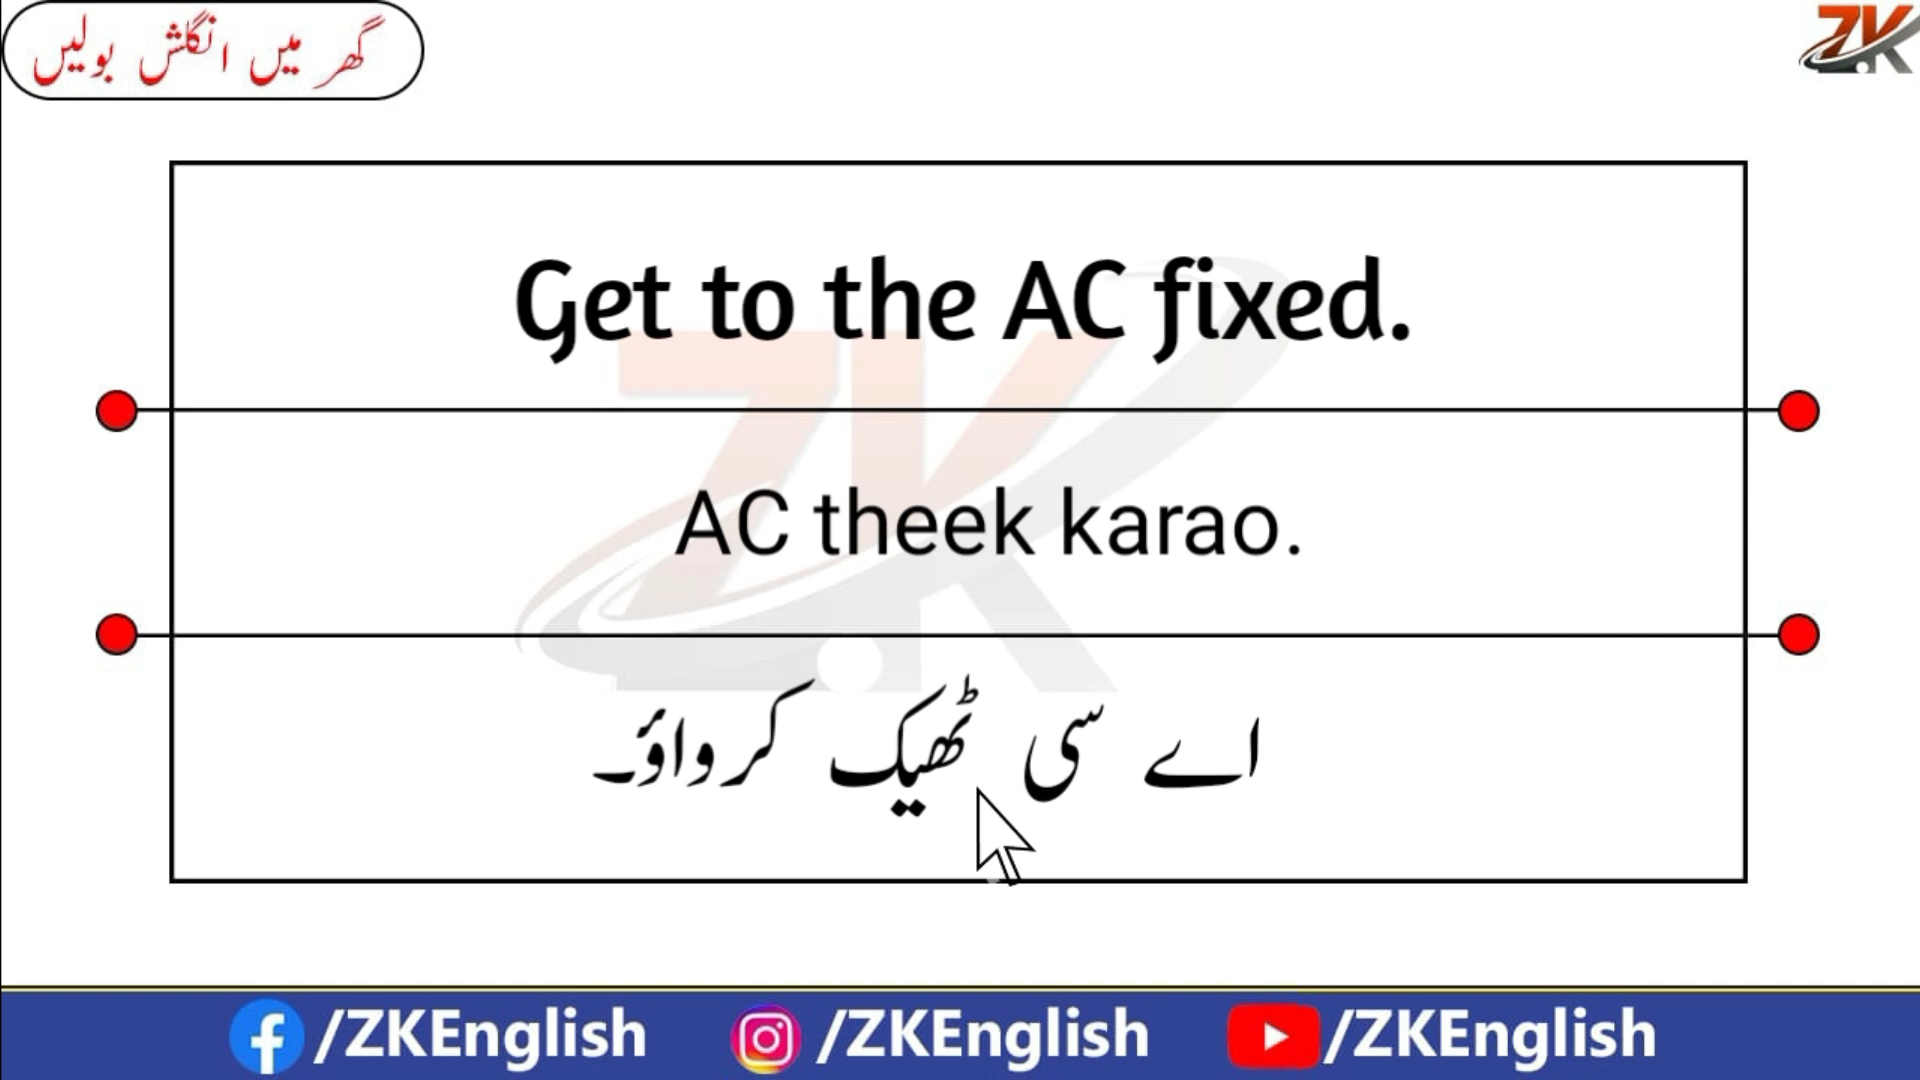 گھر میں انگلش بولیں
ZK
Get to the AC fixed.
AC theek karao.
اے سی ٹھیک کرواؤ۔
/ZKEnglish /ZKEnglish /ZKEnglish